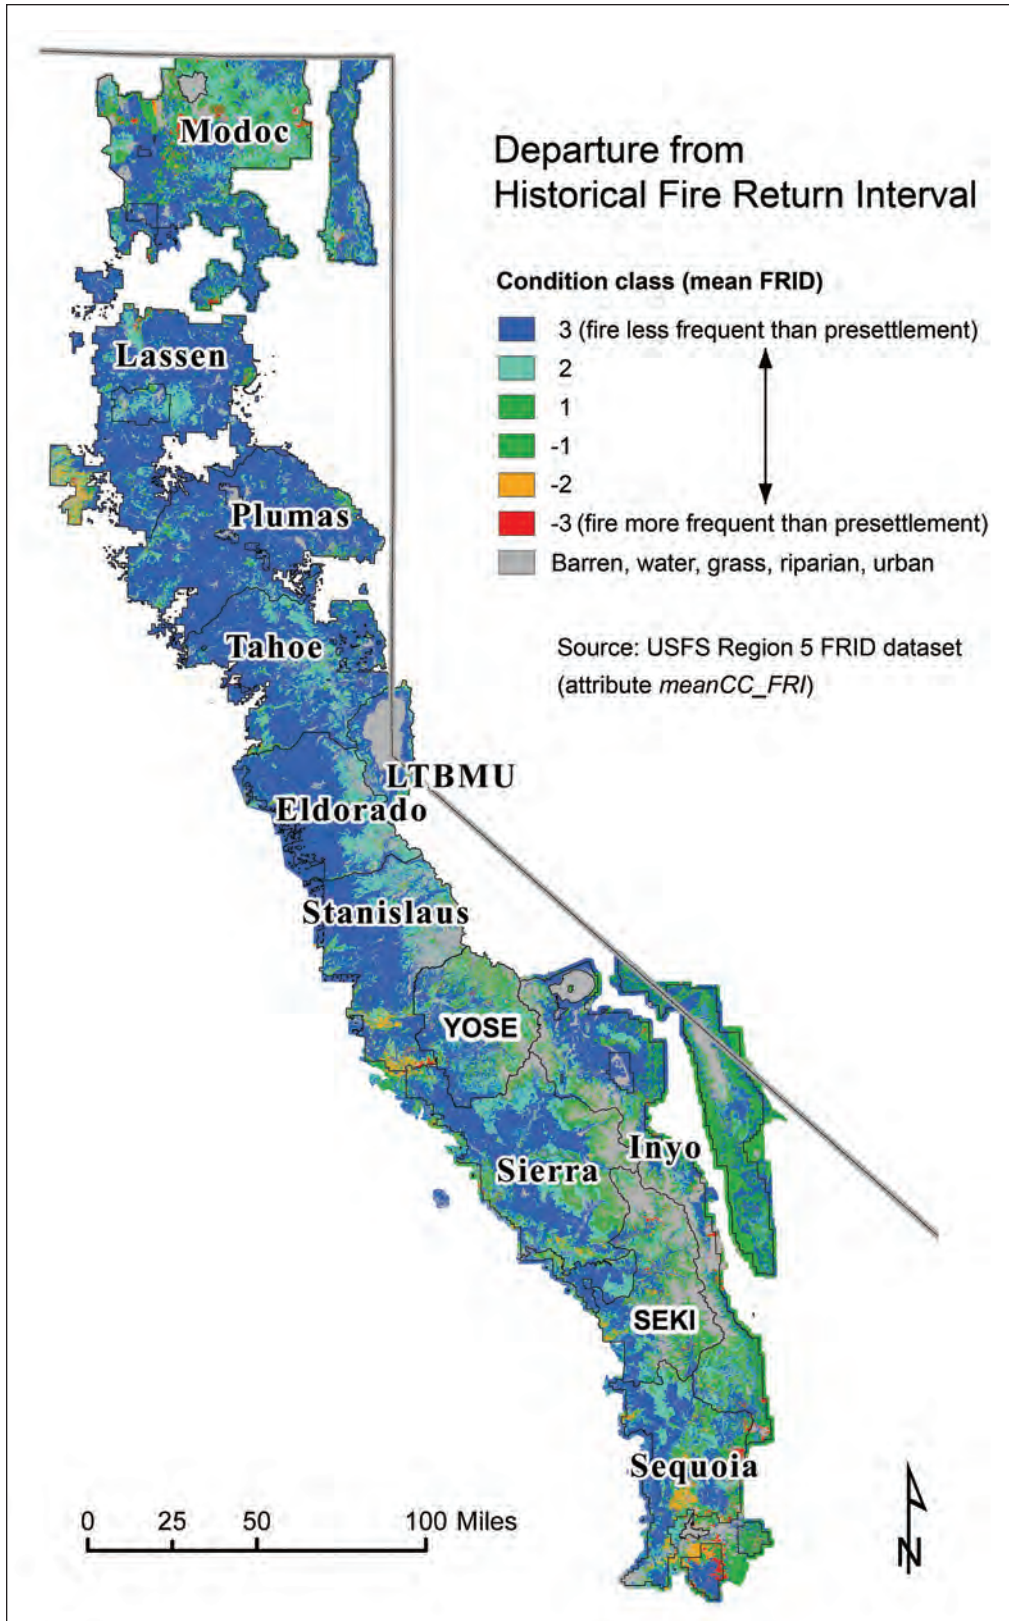 Departure from
Historical Fire Return Interval
Condition class (mean FRID)
3 (fire less frequent than presettlement)
2
1
-1
-2
-3 (fire more frequent than presettlement)
Barren, water, grass, riparian, urban
Source: USFS Region 5 FRID dataset
(attribute meanCC_FRI)
Modoc
Lassen
Plumas
Tahoe
LTBMU
Eldorado
Stanislaus
YOSE
Inyo
Sierra
SEKI
Sequoia
0 25 50 100 Miles
N